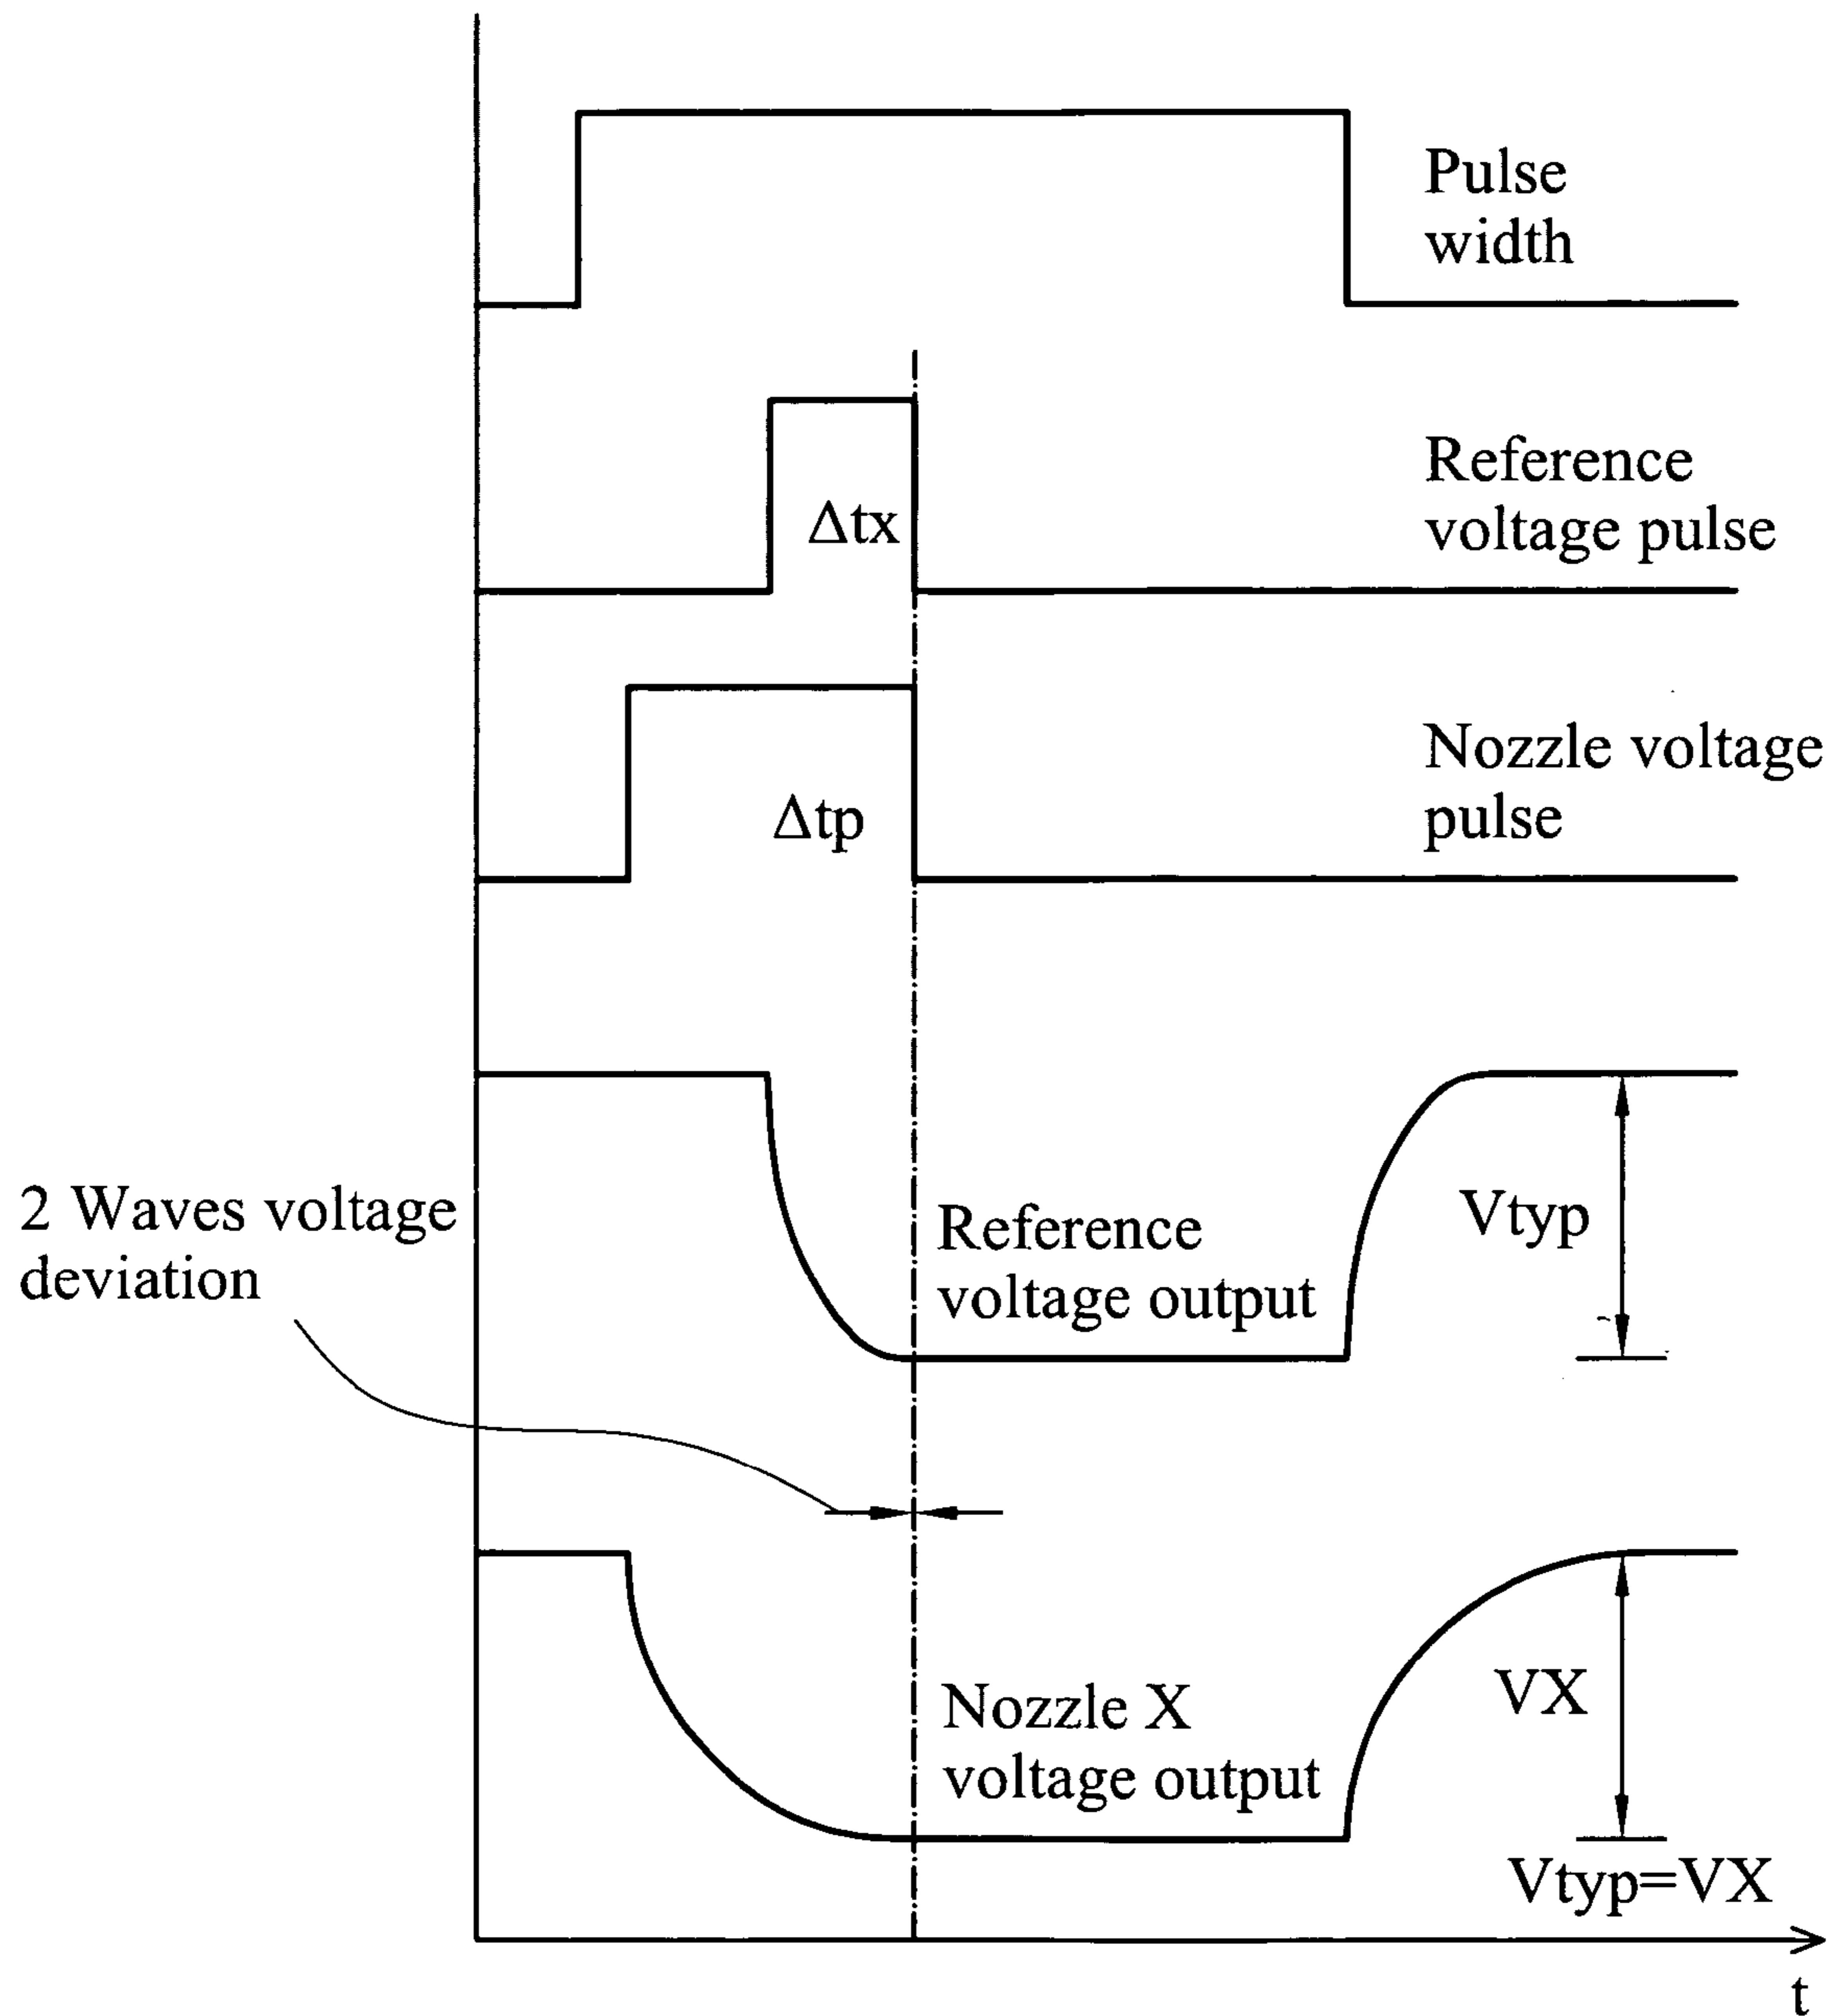 Pulse
width
Reference
voltage pulse
Δtx
Nozzle voltage
pulse
Δtp
2 Waves voltage
deviation
Reference
voltage output
Vtyp
Nozzle X
voltage output
VX
Vtyp=VX
t